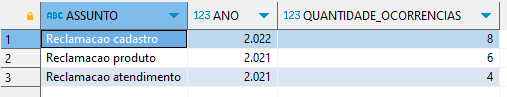 ABC ASSUNTO 123 ANO 123 QUANTIDADE_OCORRENCIAS
1 Reclamacao cadastro 2.022 8
2 Reclamacao produto 2.021 6
3 Reclamacao atendimento 2.021 4